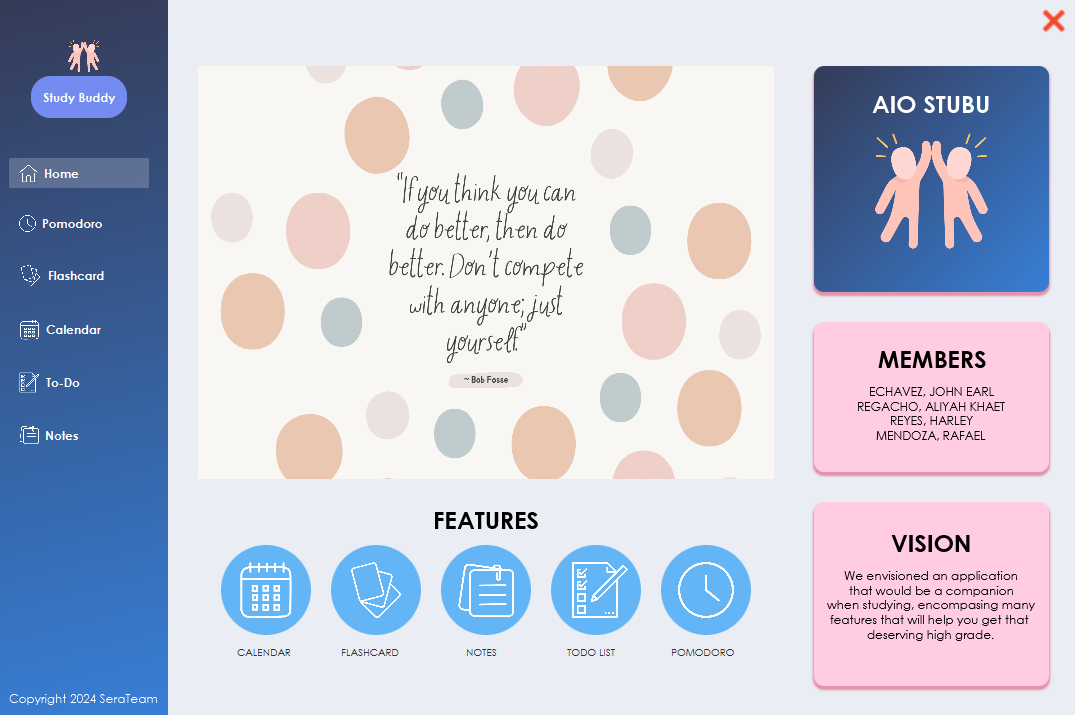 Study Buddy
Home
Pomodoro
Flashcard
Calendar
To-Do
Notes
Copyright 2024 SeraTeam
"If you think you can
do better, then do
better. Don't compete
with anyone; just
yourself."
~ Bob Fosse
FEATURES
CALENDAR
FLASHCARD
NOTES
TODO LIST
POMODORO
AIO STUBU
MEMBERS
ECHAVEZ, JOHN EARL
REGACHO, ALIYAH KHAET
REYES, HARLEY
MENDOZA, RAFAEL
VISION
We envisioned an application
that would be a companion
when studying, encompasing many
features that will help you get that
deserving high grade.